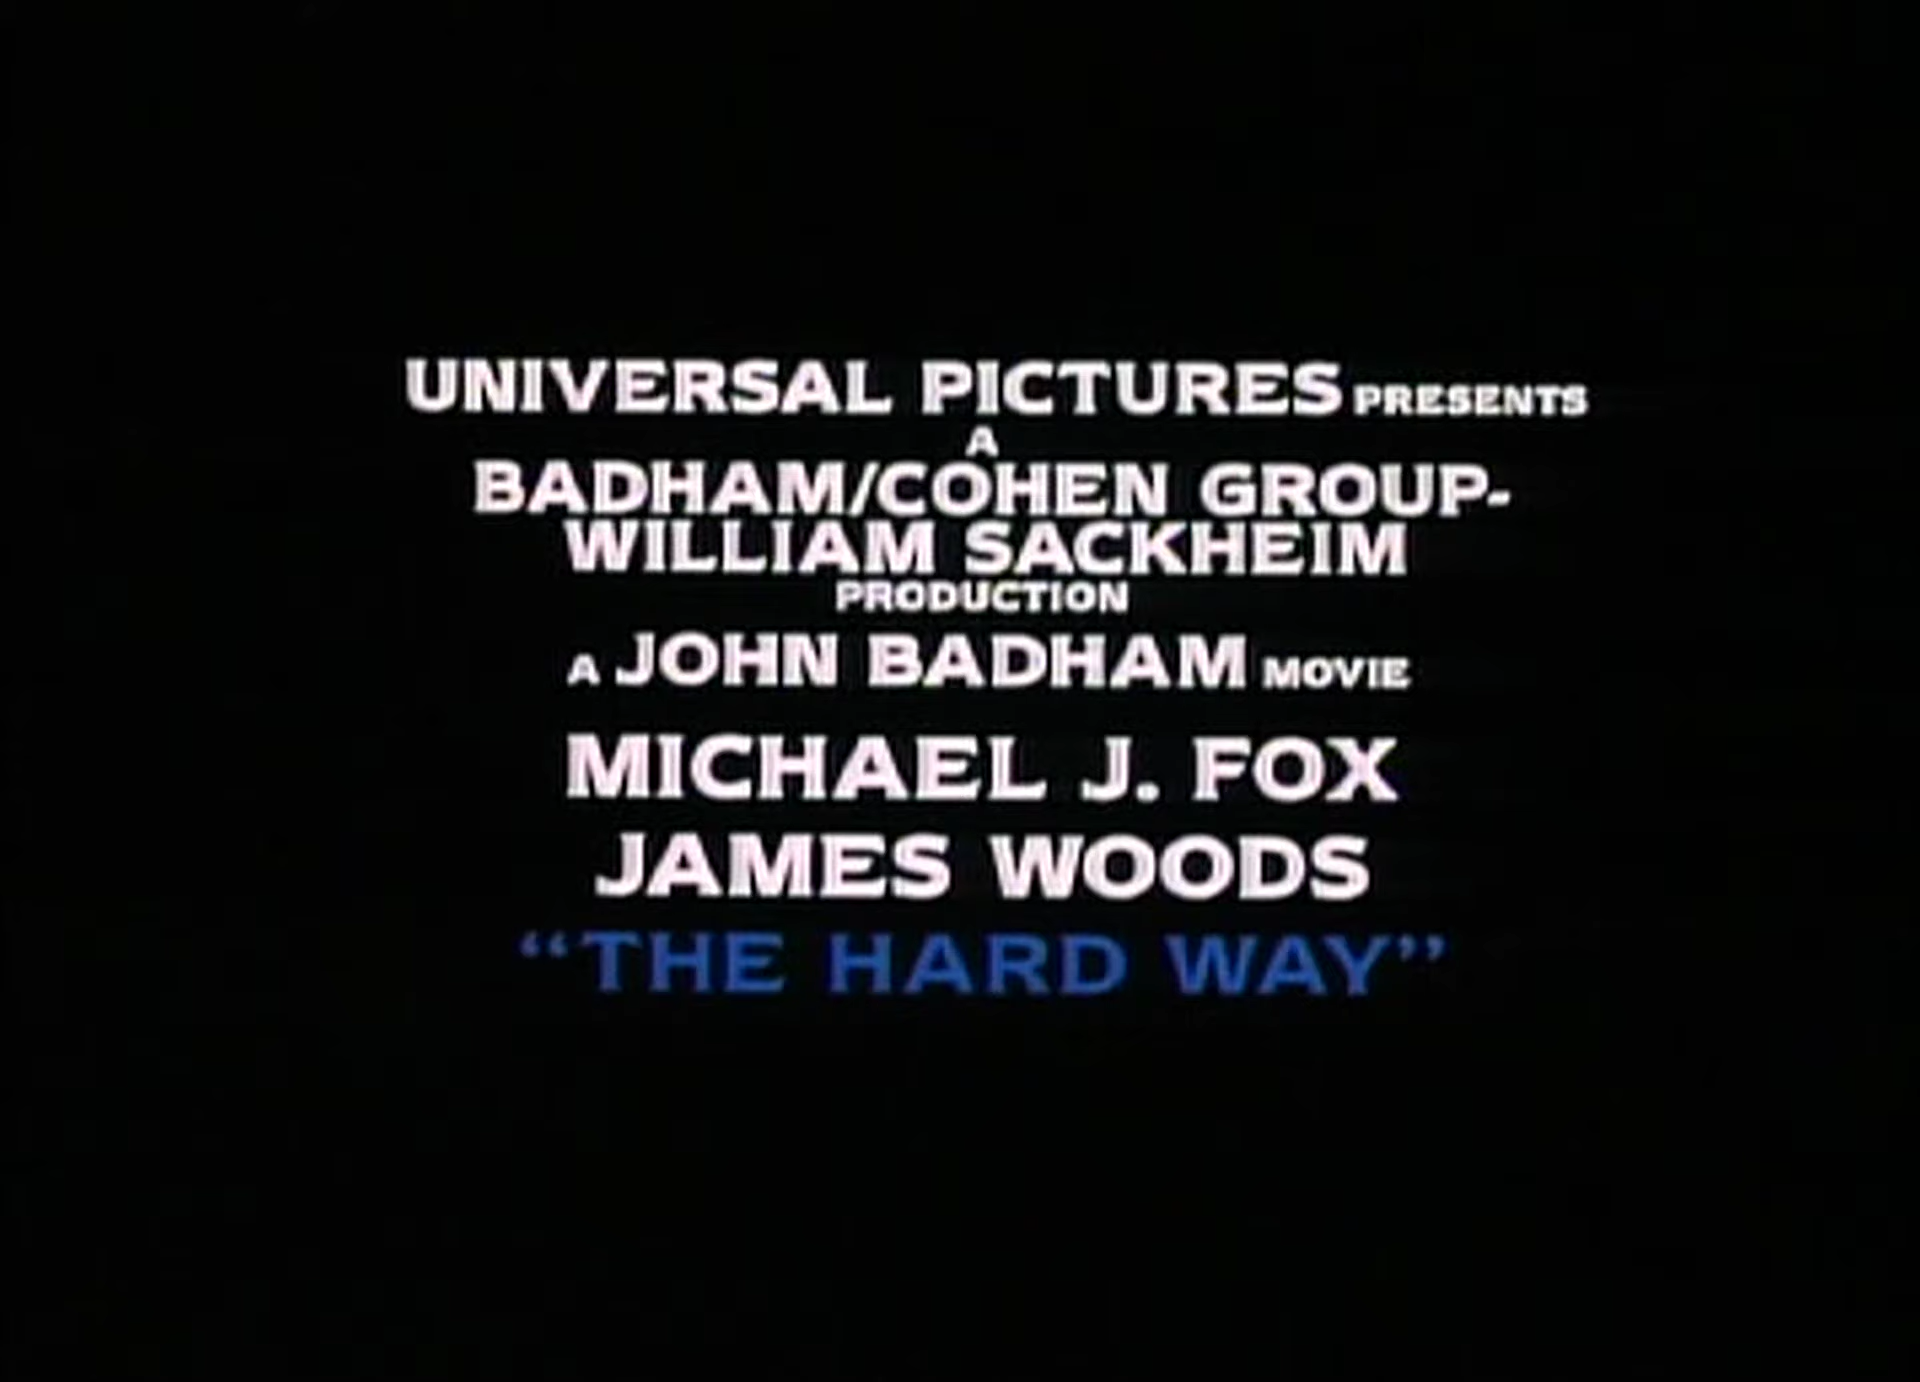 UNIVERSAL PICTURES PRESENTS
A
BADHAM/COHEN GROUP-
WILLIAM SACKHEIM
PRODUCTION
A JOHN BADHAM MOVIE
MICHAEL J. FOX
JAMES WOODS
“THE HARD WAY”